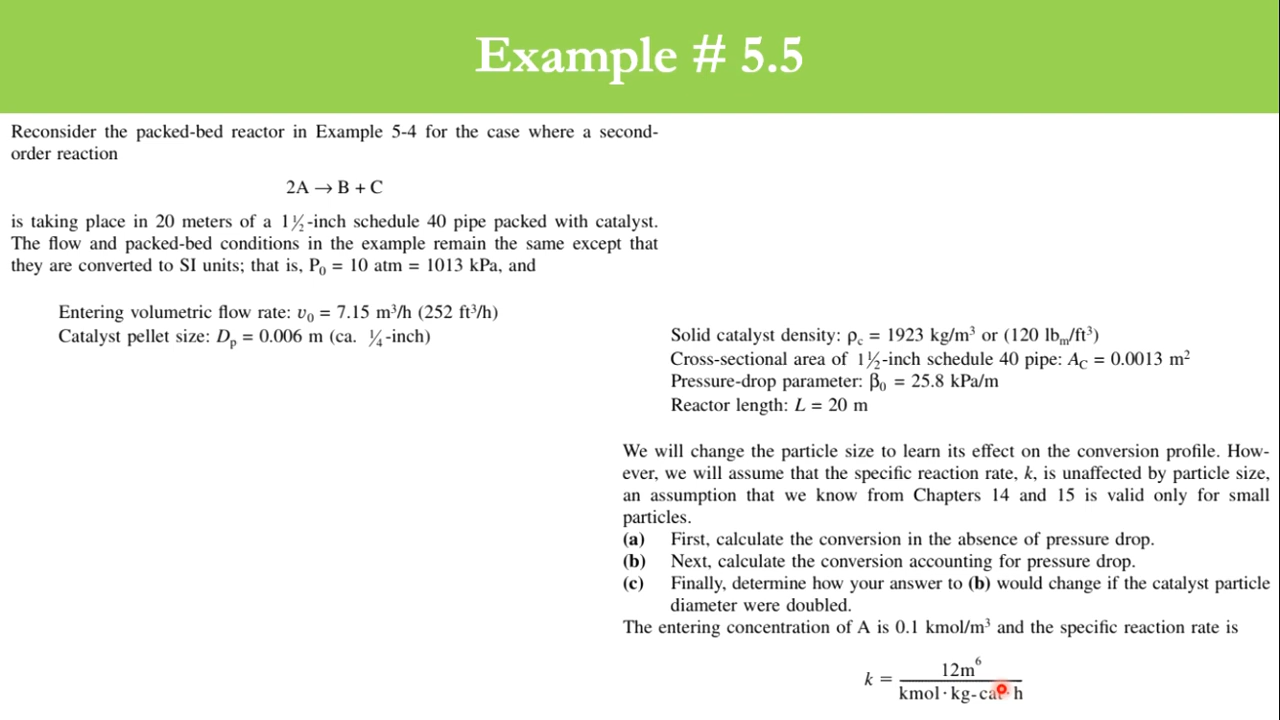 Example # 5.5
Reconsider the packed-bed reactor in Example 5-4 for the case where a second-
order reaction
2A → B + C
is taking place in 20 meters of a 1½-inch schedule 40 pipe packed with catalyst.
The flow and packed-bed conditions in the example remain the same except that
they are converted to SI units; that is, P₀ = 10 atm = 1013 kPa, and
Entering volumetric flow rate: υ₀ = 7.15 m³/h (252 ft³/h)
Catalyst pellet size: Dₚ = 0.006 m (ca. ¼-inch)
Solid catalyst density: ρ_c = 1923 kg/m³ or (120 lb_m/ft³)
Cross-sectional area of 1½-inch schedule 40 pipe: A_C = 0.0013 m²
Pressure-drop parameter: β₀ = 25.8 kPa/m
Reactor length: L = 20 m
We will change the particle size to learn its effect on the conversion profile. How-
ever, we will assume that the specific reaction rate, k, is unaffected by particle size,
an assumption that we know from Chapters 14 and 15 is valid only for small
particles.
(a) First, calculate the conversion in the absence of pressure drop.
(b) Next, calculate the conversion accounting for pressure drop.
(c) Finally, determine how your answer to (b) would change if the catalyst particle
diameter were doubled.
The entering concentration of A is 0.1 kmol/m³ and the specific reaction rate is
k = 12m⁶
kmol · kg-cat · h